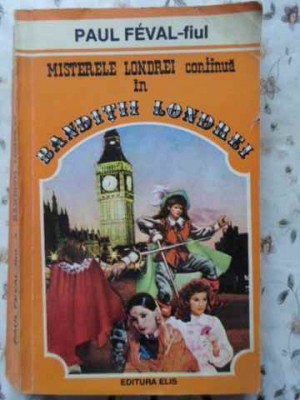 PAUL FÉVAL-fiul
MISTERELE LONDREI continuă
în
BANDIȚII LONDREI
EDITURA ELIS